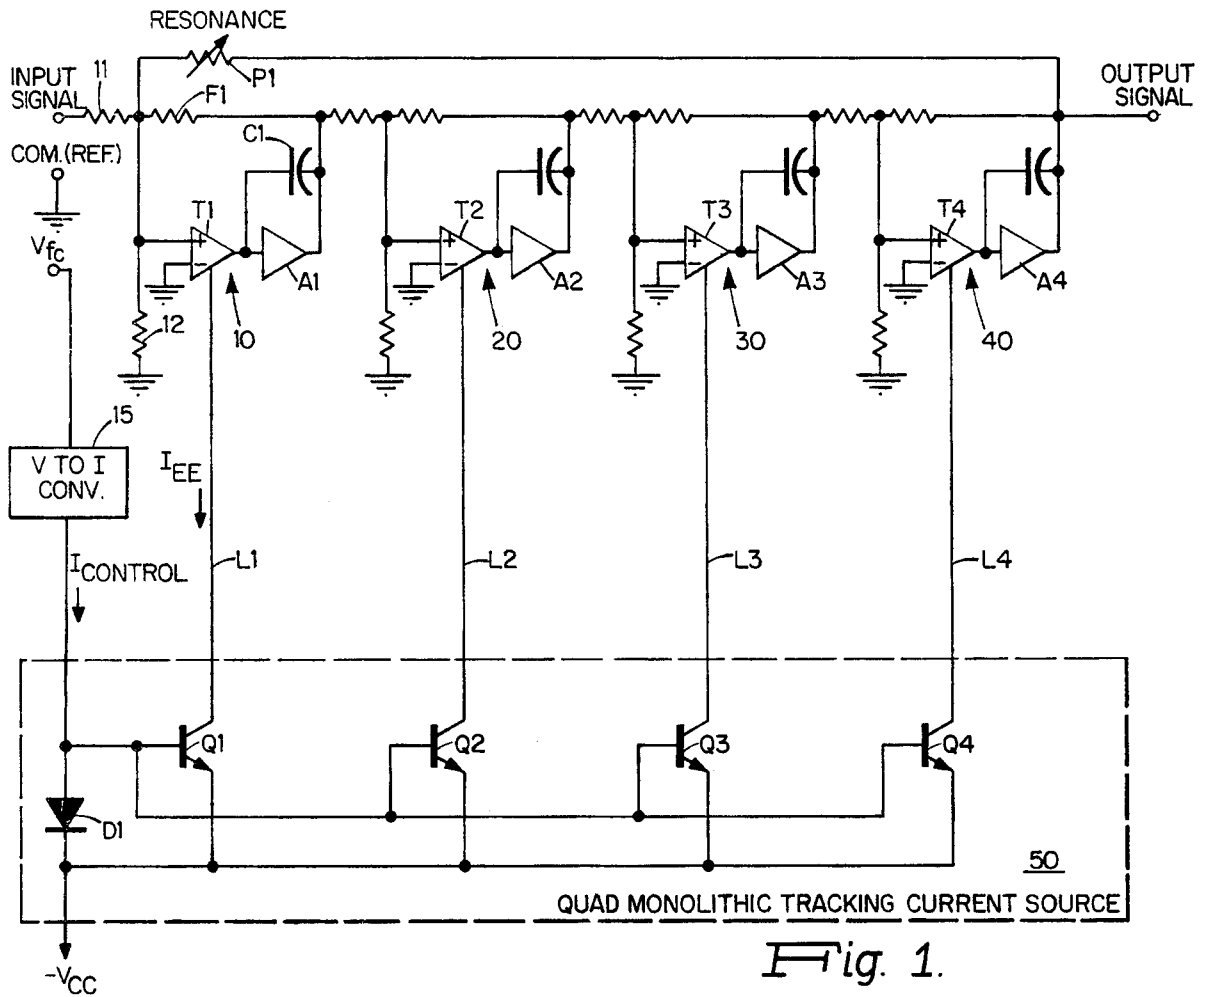 RESONANCE
P1
INPUT
SIGNAL
11
F1
OUTPUT
SIGNAL
COM.(REF.)
C1
Vfc
T1
+
−
A1
T2
+
−
A2
T3
+
−
A3
T4
+
−
A4
12
10
20
30
40
15
V TO I
CONV.
IEE
L1
L2
L3
L4
ICONTROL
Q1
Q2
Q3
Q4
D1
50
QUAD MONOLITHIC TRACKING CURRENT SOURCE
-VCC
Fig. 1.